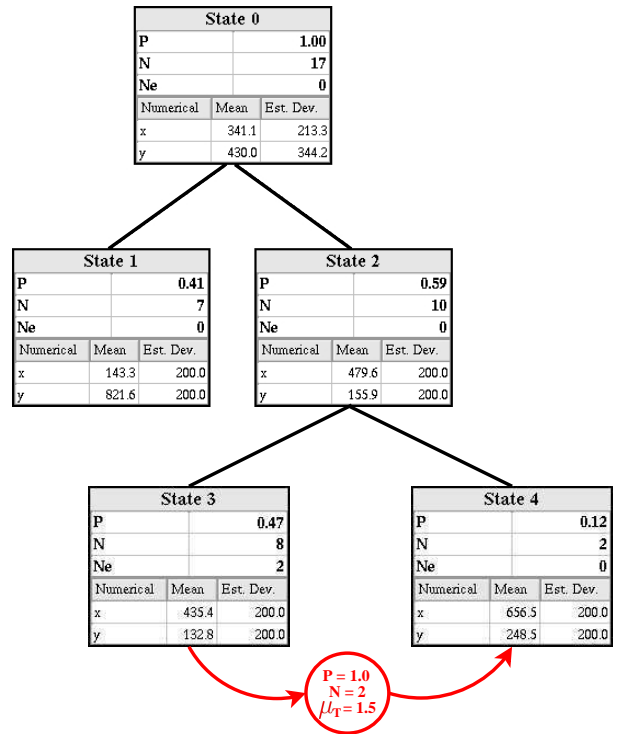 State 0
P 1.00
N 17
Ne 0
Numerical Mean Est. Dev.
x 341.1 213.3
y 430.0 344.2
State 1
P 0.41
N 7
Ne 0
Numerical Mean Est. Dev.
x 143.3 200.0
y 821.6 200.0
State 2
P 0.59
N 10
Ne 0
Numerical Mean Est. Dev.
x 479.6 200.0
y 155.9 200.0
State 3
P 0.47
N 8
Ne 2
Numerical Mean Est. Dev.
x 435.4 200.0
y 132.8 200.0
State 4
P 0.12
N 2
Ne 0
Numerical Mean Est. Dev.
x 656.5 200.0
y 248.5 200.0
P = 1.0
N = 2
μT = 1.5